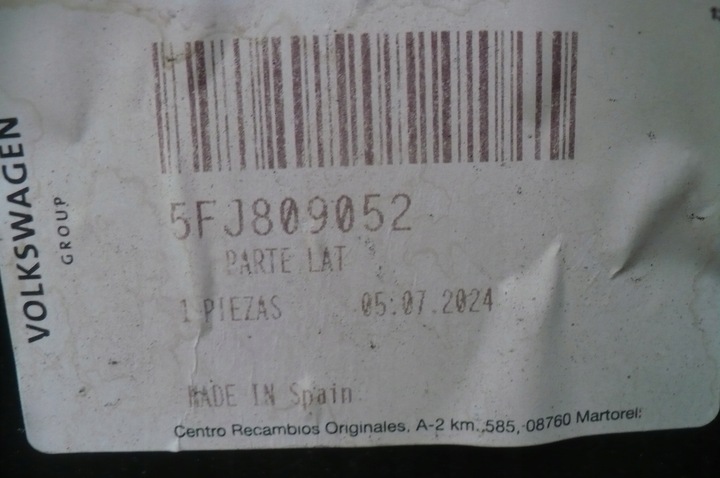 VOLKSWAGEN
GROUP
5FJ809052
PARTE LAT
1 PIEZAS 05.07.2024
MADE IN Spain
Centro Recambios Originales. A-2 km. 585, 08760 Martorel